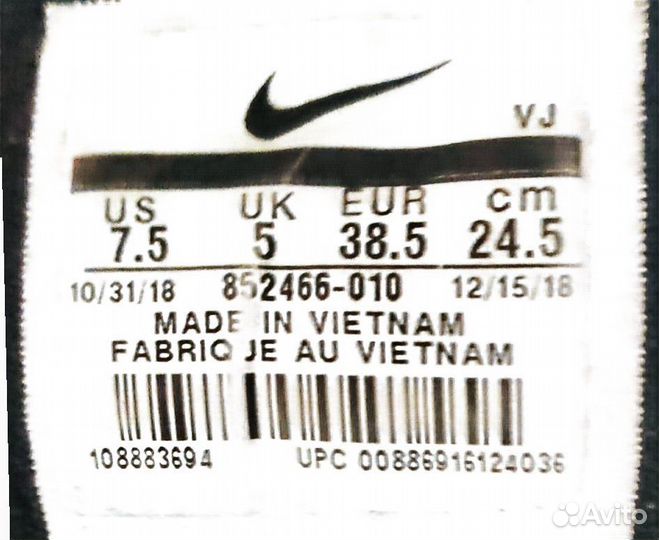 VJ
US UK EUR cm
7.5 5 38.5 24.5
10/31/18 852466-010 12/15/18
MADE IN VIETNAM
FABRIQ JE AU VIETNAM
108883694 UPC 00886916124036
Avito